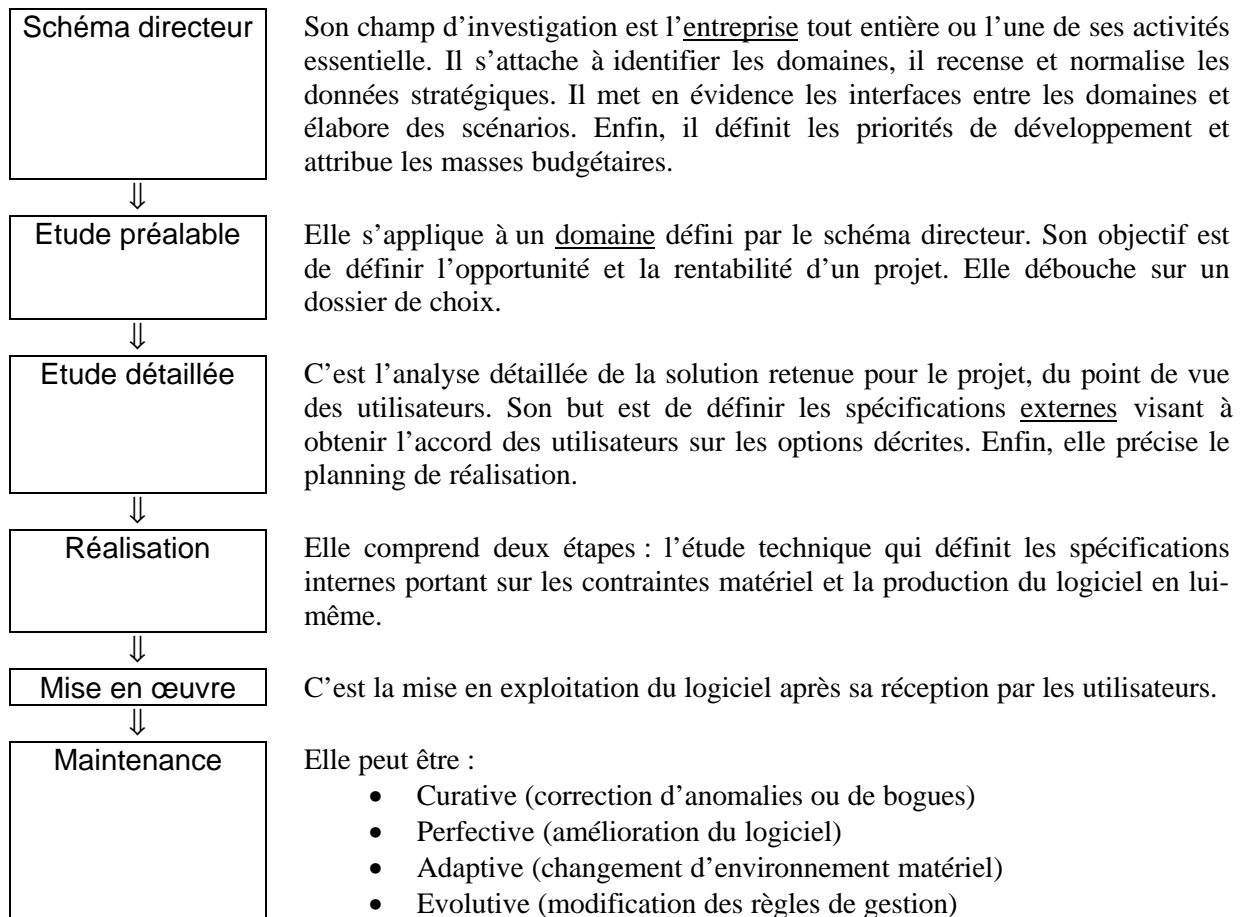 Schéma directeur
Son champ d’investigation est l’entreprise tout entière ou l’une de ses activités
essentielle. Il s’attache à identifier les domaines, il recense et normalise les
données stratégiques. Il met en évidence les interfaces entre les domaines et
élabore des scénarios. Enfin, il définit les priorités de développement et
attribue les masses budgétaires.
⇓
Etude préalable
Elle s’applique à un domaine défini par le schéma directeur. Son objectif est
de définir l’opportunité et la rentabilité d’un projet. Elle débouche sur un
dossier de choix.
⇓
Etude détaillée
C’est l’analyse détaillée de la solution retenue pour le projet, du point de vue
des utilisateurs. Son but est de définir les spécifications externes visant à
obtenir l’accord des utilisateurs sur les options décrites. Enfin, elle précise le
planning de réalisation.
⇓
Réalisation
Elle comprend deux étapes : l’étude technique qui définit les spécifications
internes portant sur les contraintes matériel et la production du logiciel en lui-
même.
⇓
Mise en œuvre
C’est la mise en exploitation du logiciel après sa réception par les utilisateurs.
⇓
Maintenance
Elle peut être :
• Curative (correction d’anomalies ou de bogues)
• Perfective (amélioration du logiciel)
• Adaptive (changement d’environnement matériel)
• Evolutive (modification des règles de gestion)